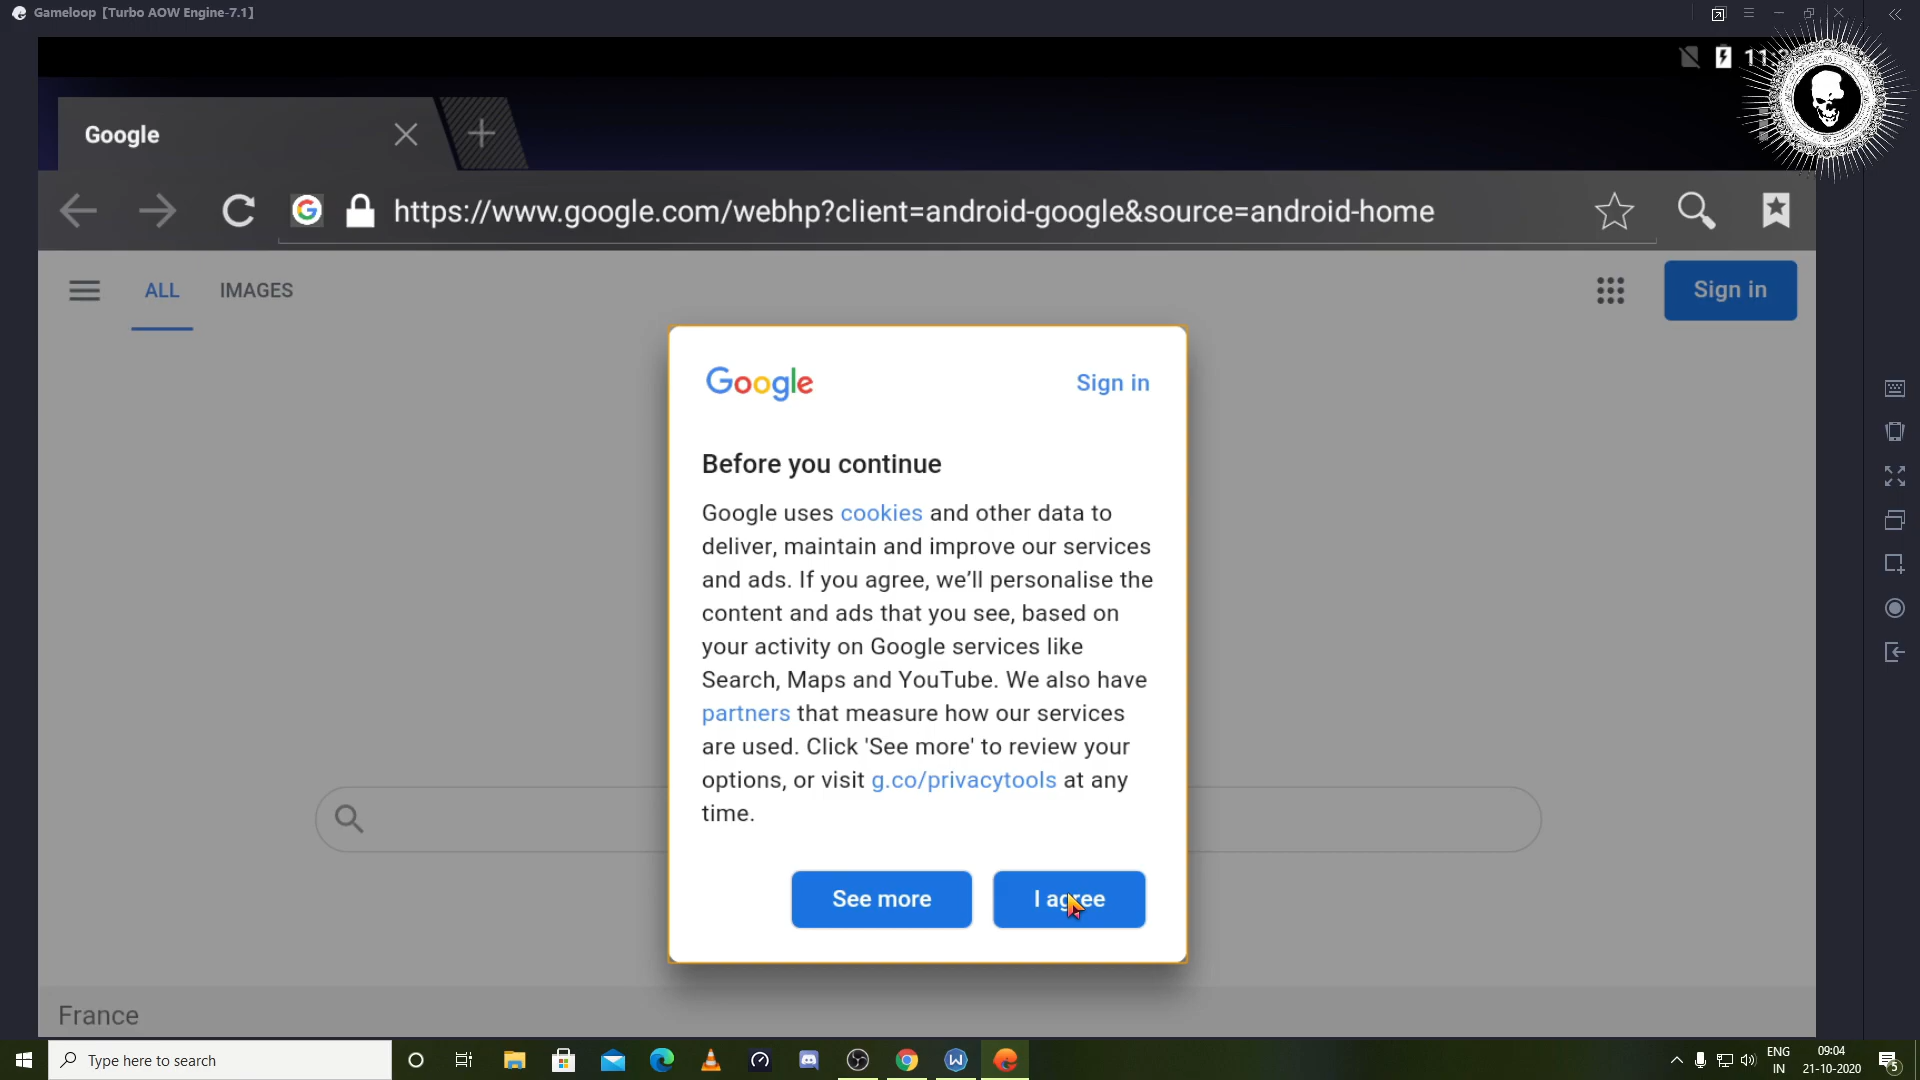 Gameloop [Turbo AOW Engine-7.1]
Google
https://www.google.com/webhp?client=android-google&source=android-home
ALL IMAGES
Sign in
Google Sign in
Before you continue
Google uses cookies and other data to
deliver, maintain and improve our services
and ads. If you agree, we'll personalise the
content and ads that you see, based on
your activity on Google services like
Search, Maps and YouTube. We also have
partners that measure how our services
are used. Click 'See more' to review your
options, or visit g.co/privacytools at any
time.
See more I agree
France
Type here to search
ENG
IN
09:04
21-10-2020
5